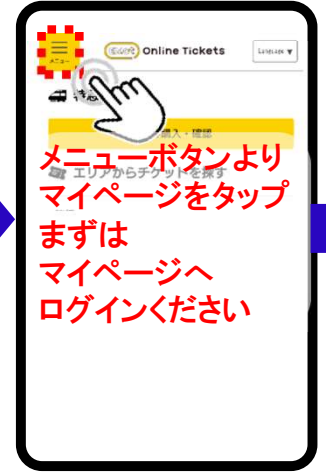 メニュー
Online Tickets
Language ▼
購入・確認
エリアからチケットを探す
メニューボタンより
マイページをタップ
まずは
マイページへ
ログインください